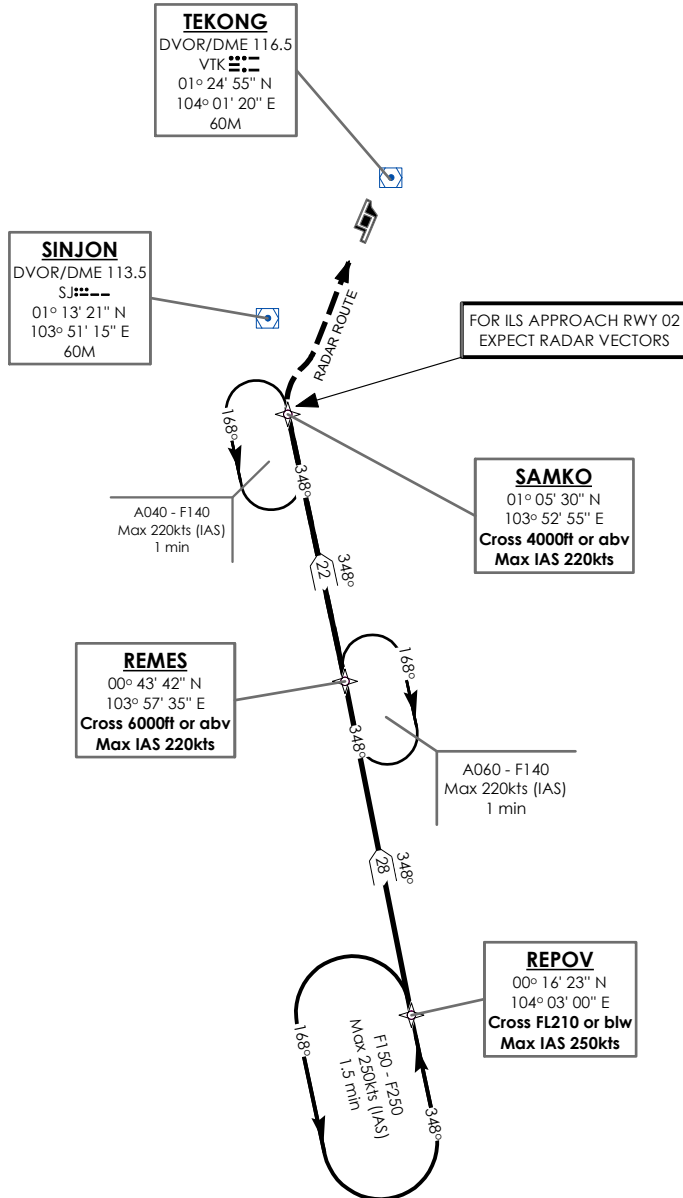 TEKONG
DVOR/DME 116.5
VTK
01° 24' 55" N
104° 01' 20" E
60M
SINJON
DVOR/DME 113.5
SJ
01° 13' 21" N
103° 51' 15" E
60M
RADAR ROUTE
FOR ILS APPROACH RWY 02
EXPECT RADAR VECTORS
168°
348°
A040 - F140
Max 220kts (IAS)
1 min
SAMKO
01° 05' 30" N
103° 52' 55" E
Cross 4000ft or abv
Max IAS 220kts
22
348°
REMES
00° 43' 42" N
103° 57' 35" E
Cross 6000ft or abv
Max IAS 220kts
168°
348°
A060 - F140
Max 220kts (IAS)
1 min
28
348°
REPOV
00° 16' 23" N
104° 03' 00" E
Cross FL210 or blw
Max IAS 250kts
168°
F150 - F250
Max 250kts (IAS)
1.5 min
348°